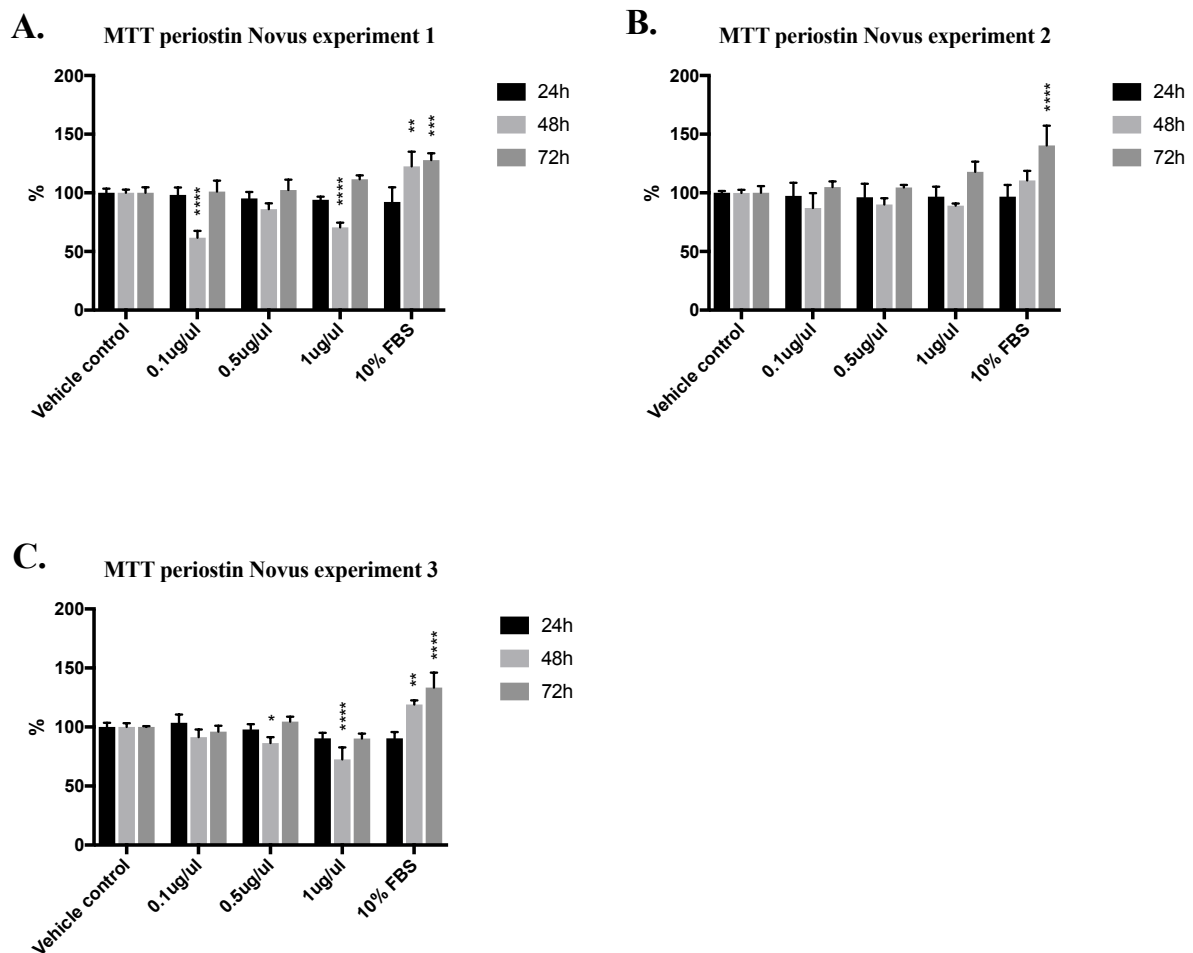 A.
MTT periostin Novus experiment 1
200
150
100
50
0
%
**** 
****
**
***
24h
48h
72h
Vehicle control
0.1ug/ul
0.5ug/ul
1ug/ul
10% FBS
B.
MTT periostin Novus experiment 2
200
150
100
50
0
%
****
24h
48h
72h
Vehicle control
0.1ug/ul
0.5ug/ul
1ug/ul
10% FBS
C.
MTT periostin Novus experiment 3
200
150
100
50
0
%
*
****
**
****
24h
48h
72h
Vehicle control
0.1ug/ul
0.5ug/ul
1ug/ul
10% FBS